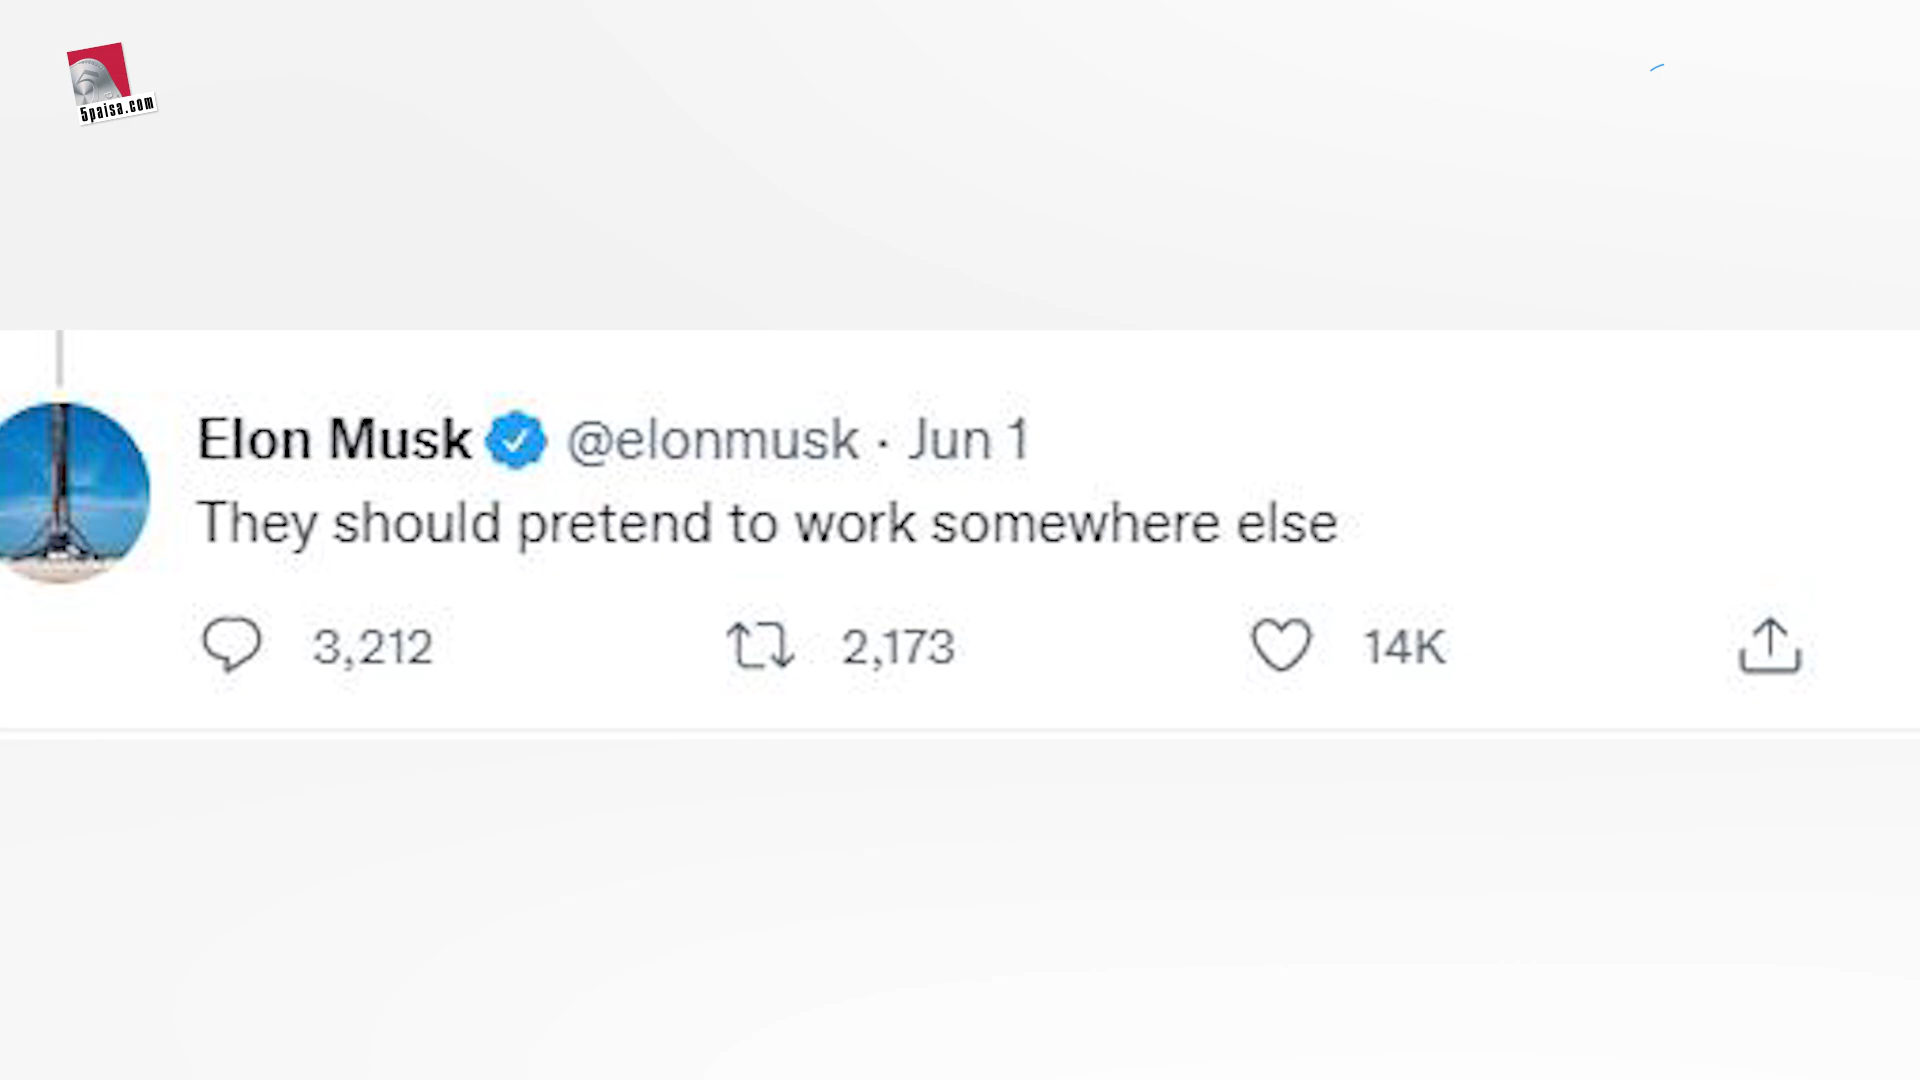 5paisa.com
Elon Musk @elonmusk · Jun 1
They should pretend to work somewhere else
3,212 2,173 14K